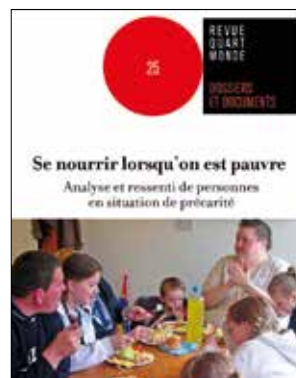 25
REVUE
QUART
MONDE
DOSSIERS
ET DOCUMENTS
Se nourrir lorsqu'on est pauvre
Analyse et ressenti de personnes
en situation de précarité